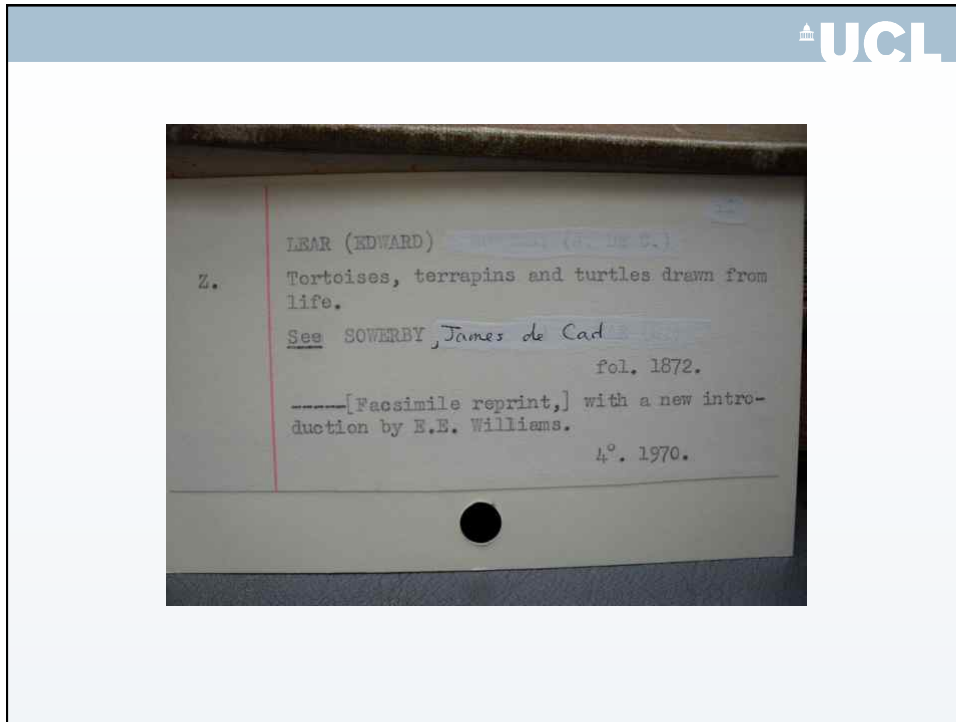 UCL
LEAR (EDWARD)
Z. Tortoises, terrapins and turtles drawn from
life.
See SOWERBY, James de Cad
fol. 1872.
-----[Facsimile reprint,] with a new intro-
duction by E.E. Williams.
4°. 1970.